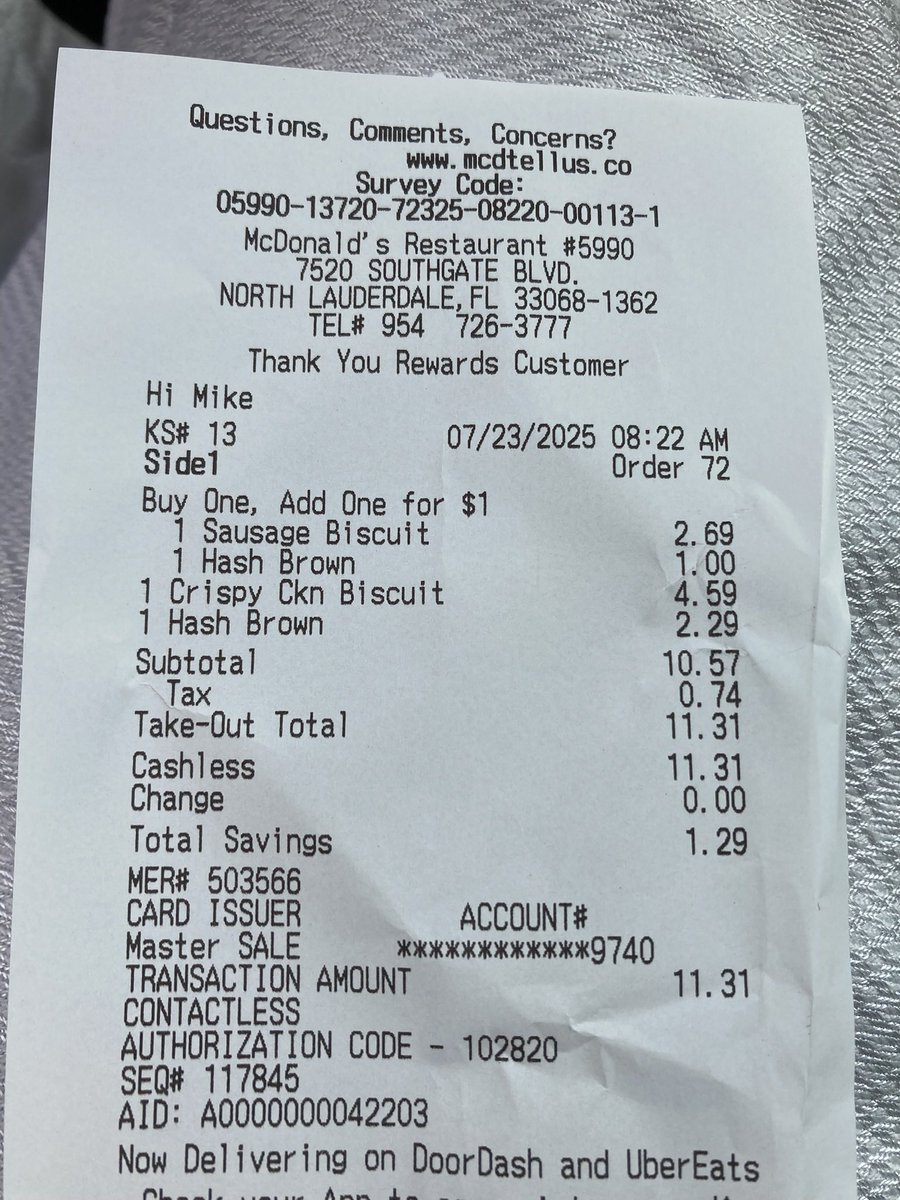 Questions, Comments, Concerns?
www.mcdtellus.co
Survey Code:
05990-13720-72325-08220-00113-1
McDonald's Restaurant #5990
7520 SOUTHGATE BLVD.
NORTH LAUDERDALE, FL 33068-1362
TEL# 954 726-3777
Thank You Rewards Customer
Hi Mike
KS# 13 07/23/2025 08:22 AM
Side1 Order 72
Buy One, Add One for $1
1 Sausage Biscuit 2.69
1 Hash Brown 1.00
1 Crispy Ckn Biscuit 4.59
1 Hash Brown 2.29
Subtotal 10.57
Tax 0.74
Take-Out Total 11.31
Cashless 11.31
Change 0.00
Total Savings 1.29
MER# 503566
CARD ISSUER ACCOUNT#
Master SALE ************9740
TRANSACTION AMOUNT 11.31
CONTACTLESS
AUTHORIZATION CODE - 102820
SEQ# 117845
AID: A0000000042203
Now Delivering on DoorDash and UberEats
Check your App to